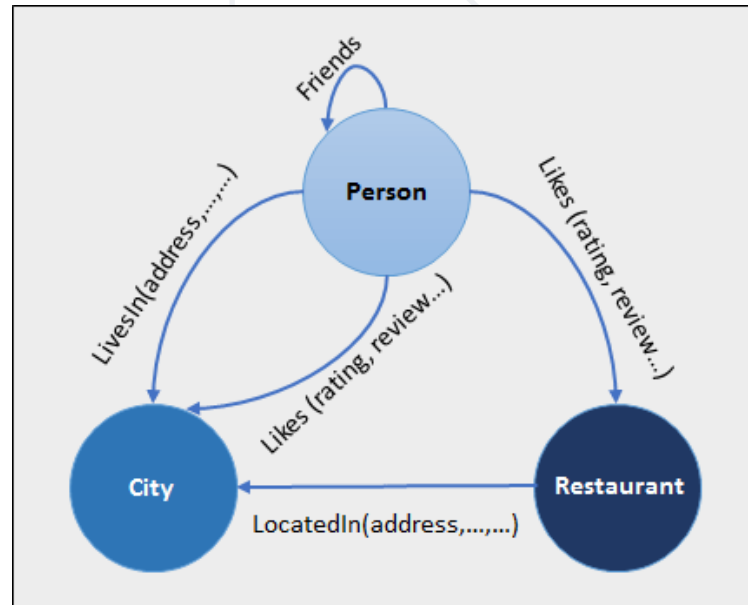 Friends
Person
LivesIn(address,...,...)
Likes (rating, review...)
Likes (rating, review...)
City
Restaurant
LocatedIn(address,...,...)